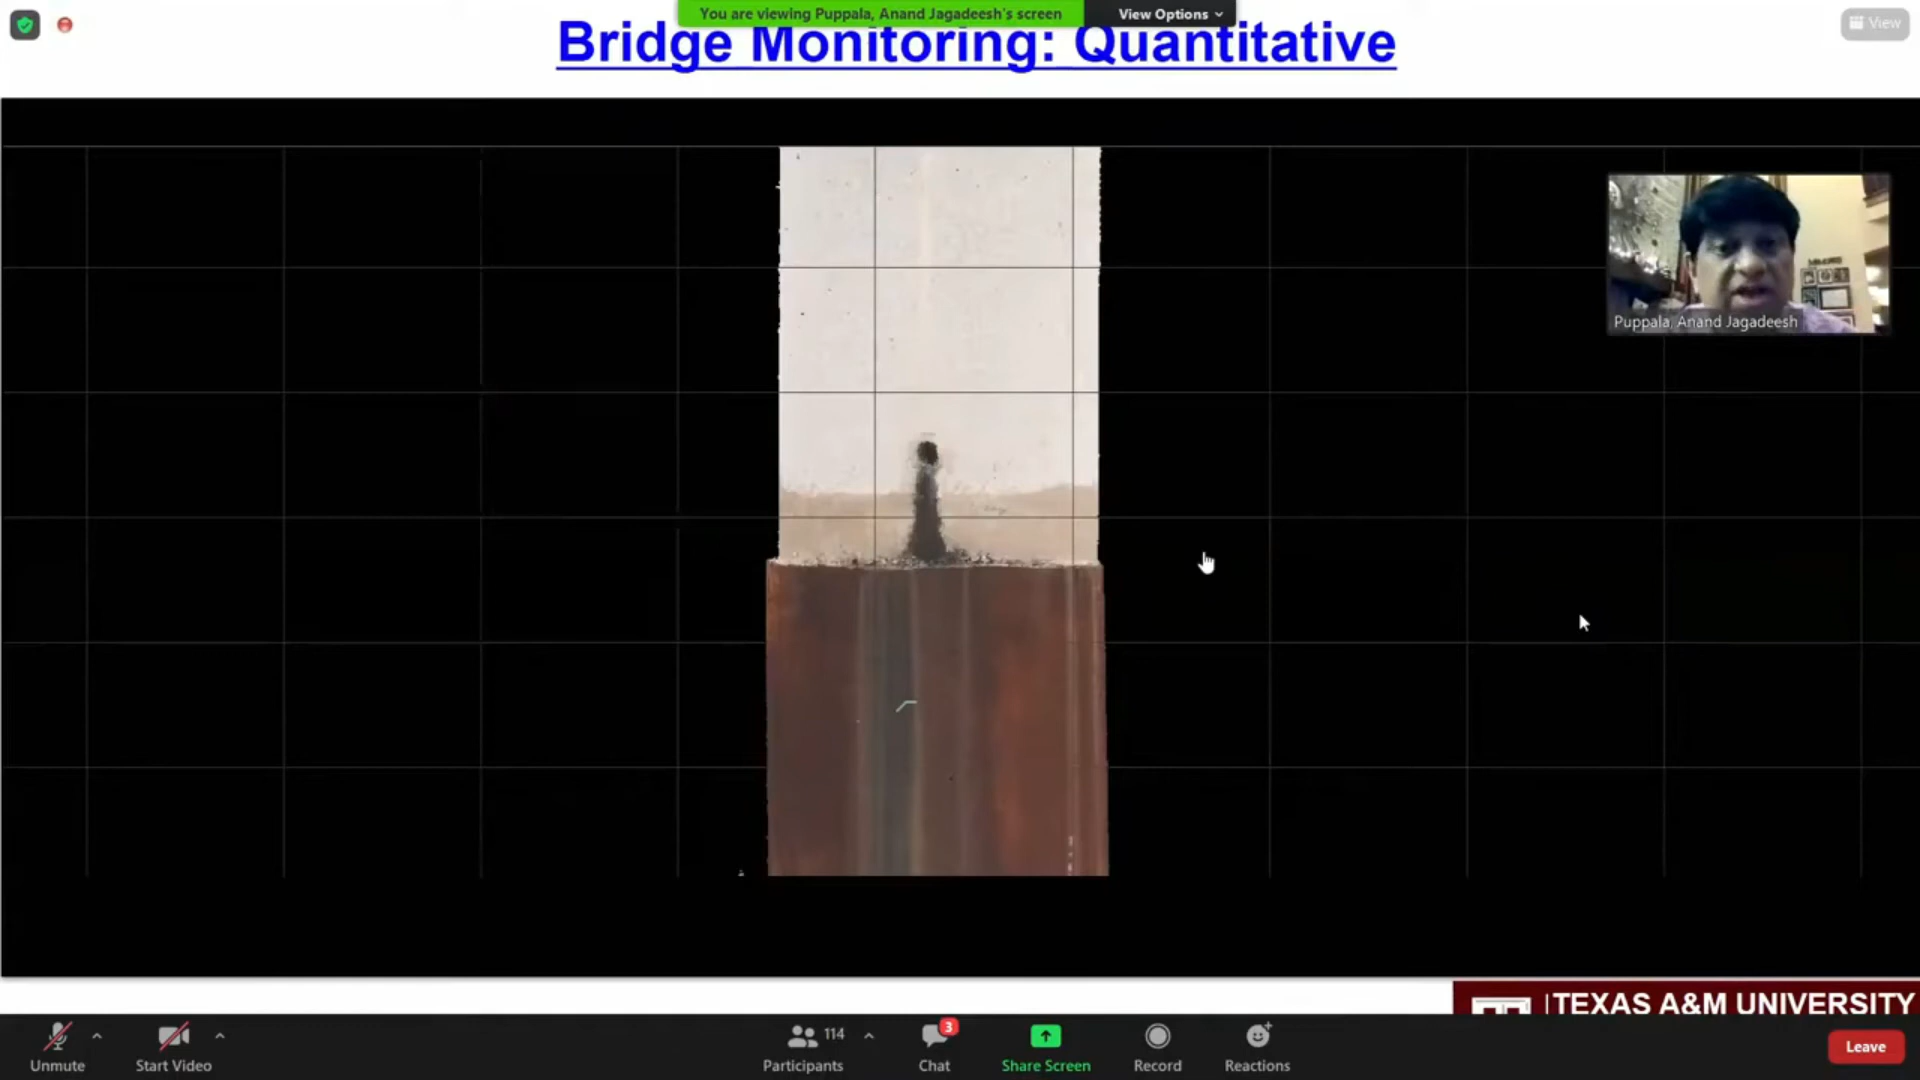 You are viewing Puppala, Anand Jagadeesh's screen
View Options
View
Bridge Monitoring: Quantitative
Puppala, Anand Jagadeesh
TEXAS A&M UNIVERSITY
Unmute
Start Video
114
Participants
3
Chat
Share Screen
Record
Reactions
Leave